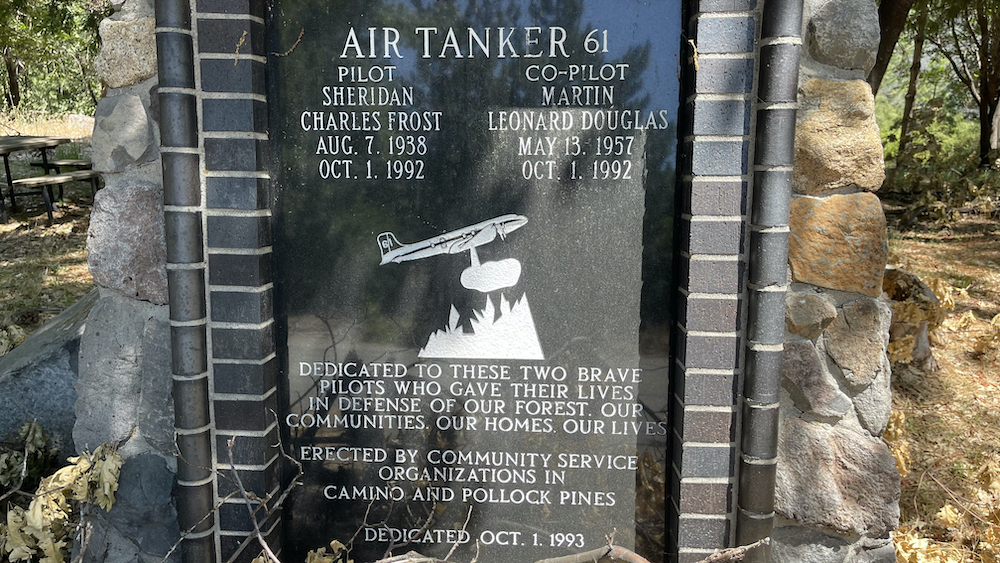 AIR TANKER 61
PILOT
SHERIDAN
CHARLES FROST
AUG. 7. 1938
OCT. 1. 1992
CO-PILOT
MARTIN
LEONARD DOUGLAS
MAY 13. 1957
OCT. 1. 1992
61
DEDICATED TO THESE TWO BRAVE
PILOTS WHO GAVE THEIR LIVES
IN DEFENSE OF OUR FOREST. OUR
COMMUNITIES. OUR HOMES. OUR LIVES
ERECTED BY COMMUNITY SERVICE
ORGANIZATIONS IN
CAMINO AND POLLOCK PINES
DEDICATED OCT. 1. 1993